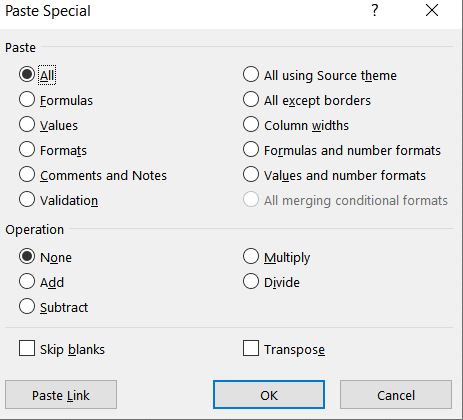 Paste Special ? ×
Paste
All
Formulas
Values
Formats
Comments and Notes
Validation
All using Source theme
All except borders
Column widths
Formulas and number formats
Values and number formats
All merging conditional formats
Operation
None
Add
Subtract
Multiply
Divide
Skip blanks
Transpose
Paste Link
OK
Cancel